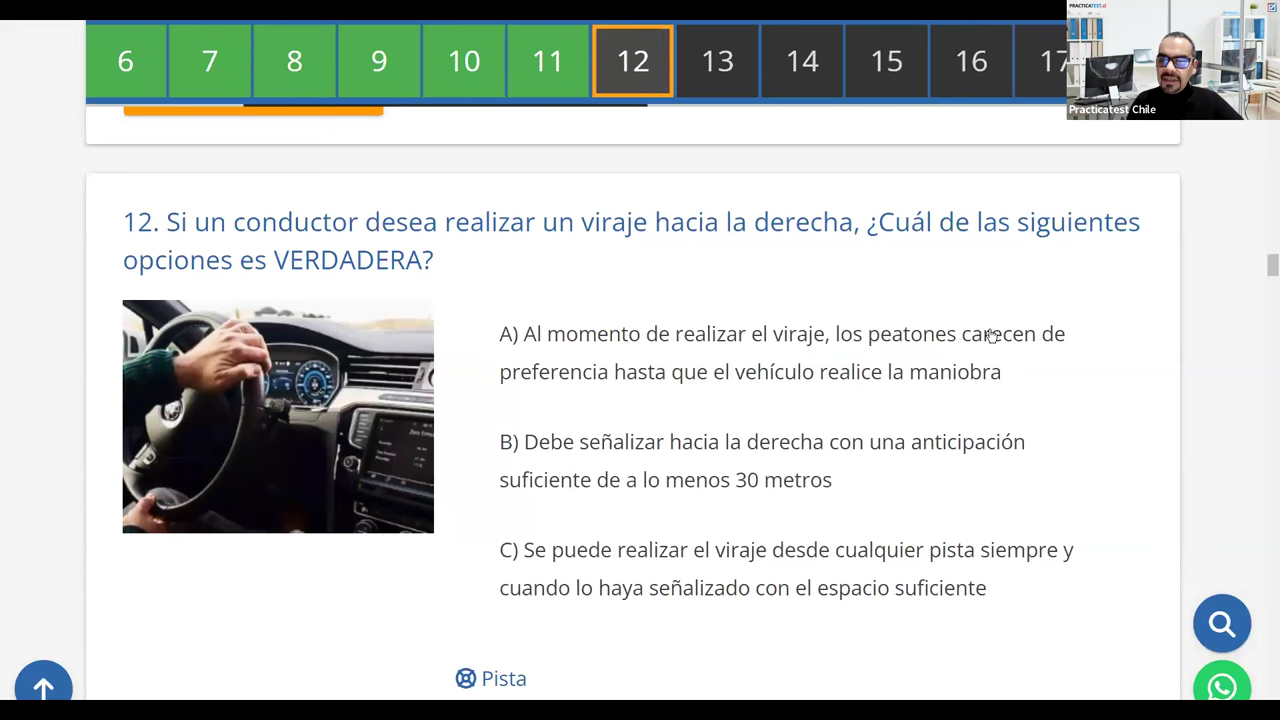 6 7 8 9 10 11 12 13 14 15 16 17
PRACTICATEST.cl
Practicatest Chile
12. Si un conductor desea realizar un viraje hacia la derecha, ¿Cuál de las siguientes
opciones es VERDADERA?
A) Al momento de realizar el viraje, los peatones carecen de
preferencia hasta que el vehículo realice la maniobra
B) Debe señalizar hacia la derecha con una anticipación
suficiente de a lo menos 30 metros
C) Se puede realizar el viraje desde cualquier pista siempre y
cuando lo haya señalizado con el espacio suficiente
Pista